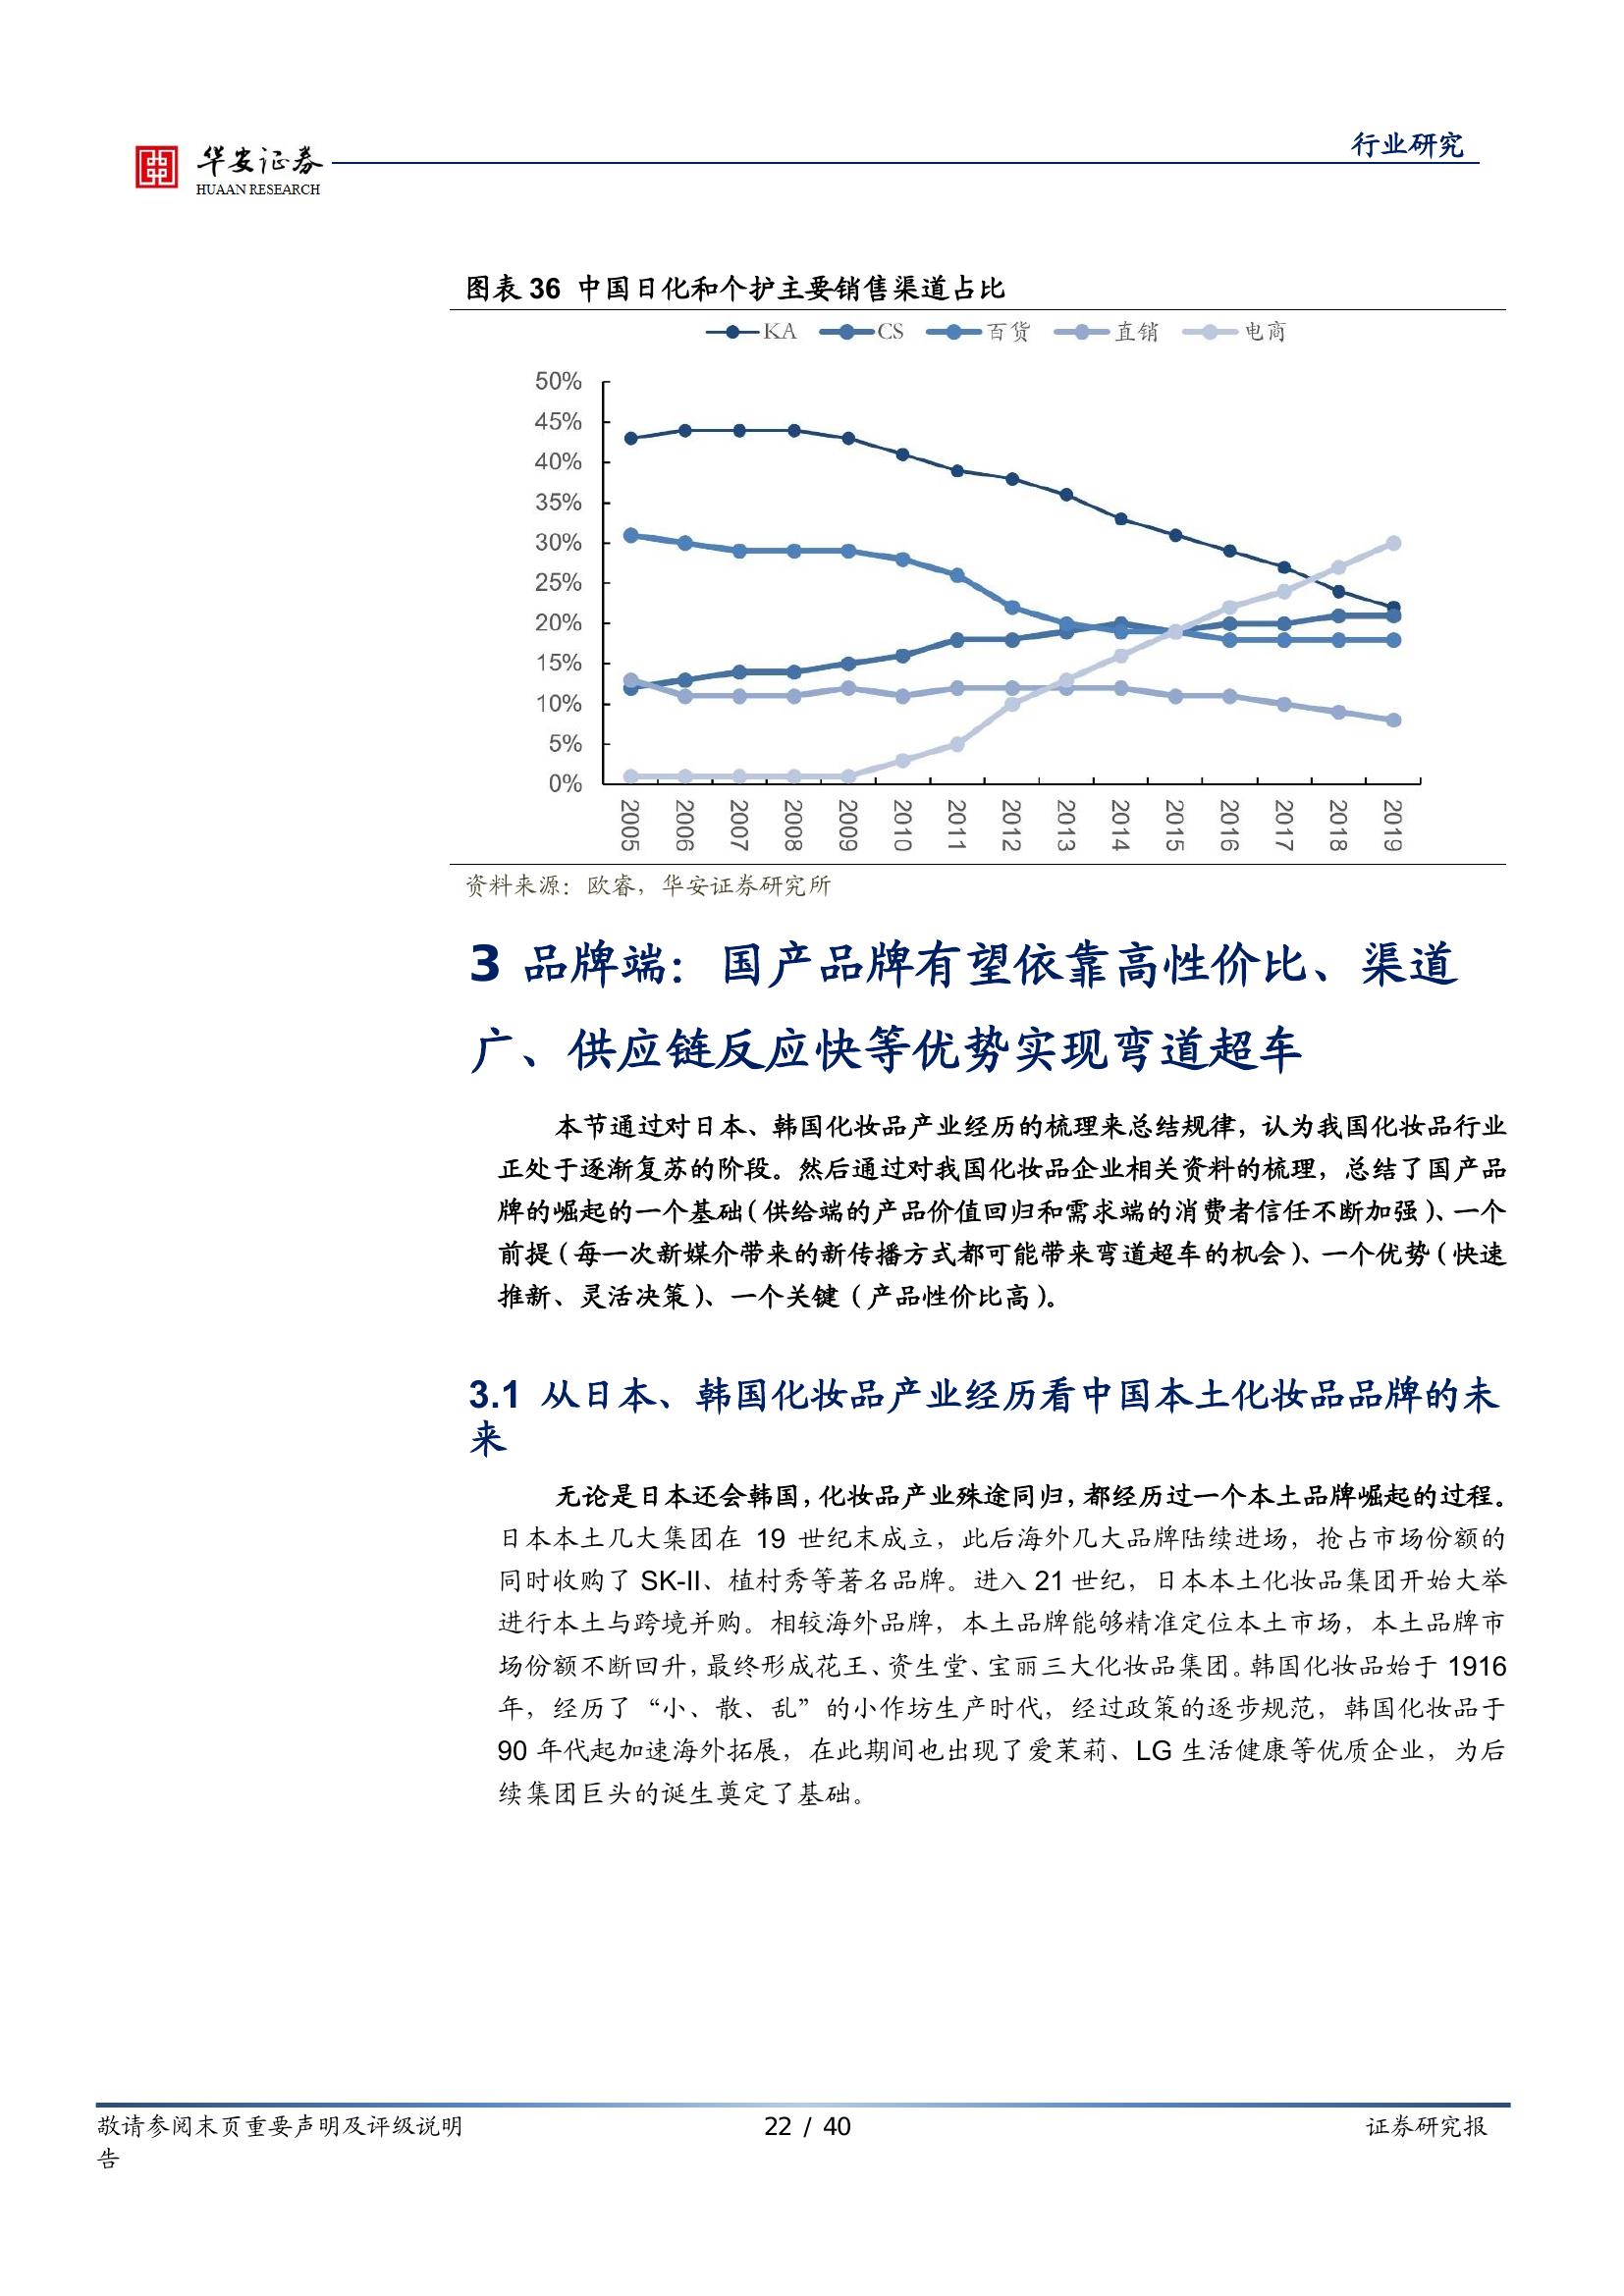 华安证券
HUAAN RESEARCH
行业研究
图表 36 中国日化和个护主要销售渠道占比
KA CS 百货 直销 电商
50%
45%
40%
35%
30%
25%
20%
15%
10%
5%
0%
2005 2006 2007 2008 2009 2010 2011 2012 2013 2014 2015 2016 2017 2018 2019
资料来源：欧睿，华安证券研究所
3 品牌端：国产品牌有望依靠高性价比、渠道
广、供应链反应快等优势实现弯道超车
本节通过对日本、韩国化妆品产业经历的梳理来总结规律，认为我国化妆品行业
正处于逐渐复苏的阶段。然后通过对我国化妆品企业相关资料的梳理，总结了国产品
牌的崛起的一个基础（供给端的产品价值回归和需求端的消费者信任不断加强）、一个
前提（每一次新媒介带来的新传播方式都可能带来弯道超车的机会）、一个优势（快速
推新、灵活决策）、一个关键（产品性价比高）。
3.1 从日本、韩国化妆品产业经历看中国本土化妆品品牌的未
来
无论是日本还会韩国，化妆品产业殊途同归，都经历过一个本土品牌崛起的过程。
日本本土几大集团在 19 世纪末成立，此后海外几大品牌陆续进场，抢占市场份额的
同时收购了 SK-II、植村秀等著名品牌。进入 21 世纪，日本本土化妆品集团开始大举
进行本土与跨境并购。相较海外品牌，本土品牌能够精准定位本土市场，本土品牌市
场份额不断回升，最终形成花王、资生堂、宝丽三大化妆品集团。韩国化妆品始于 1916
年，经历了“小、散、乱”的小作坊生产时代，经过政策的逐步规范，韩国化妆品于
90 年代起加速海外拓展，在此期间也出现了爱茉莉、LG 生活健康等优质企业，为后
续集团巨头的诞生奠定了基础。
敬请参阅末页重要声明及评级说明 22 / 40 证券研究报
告